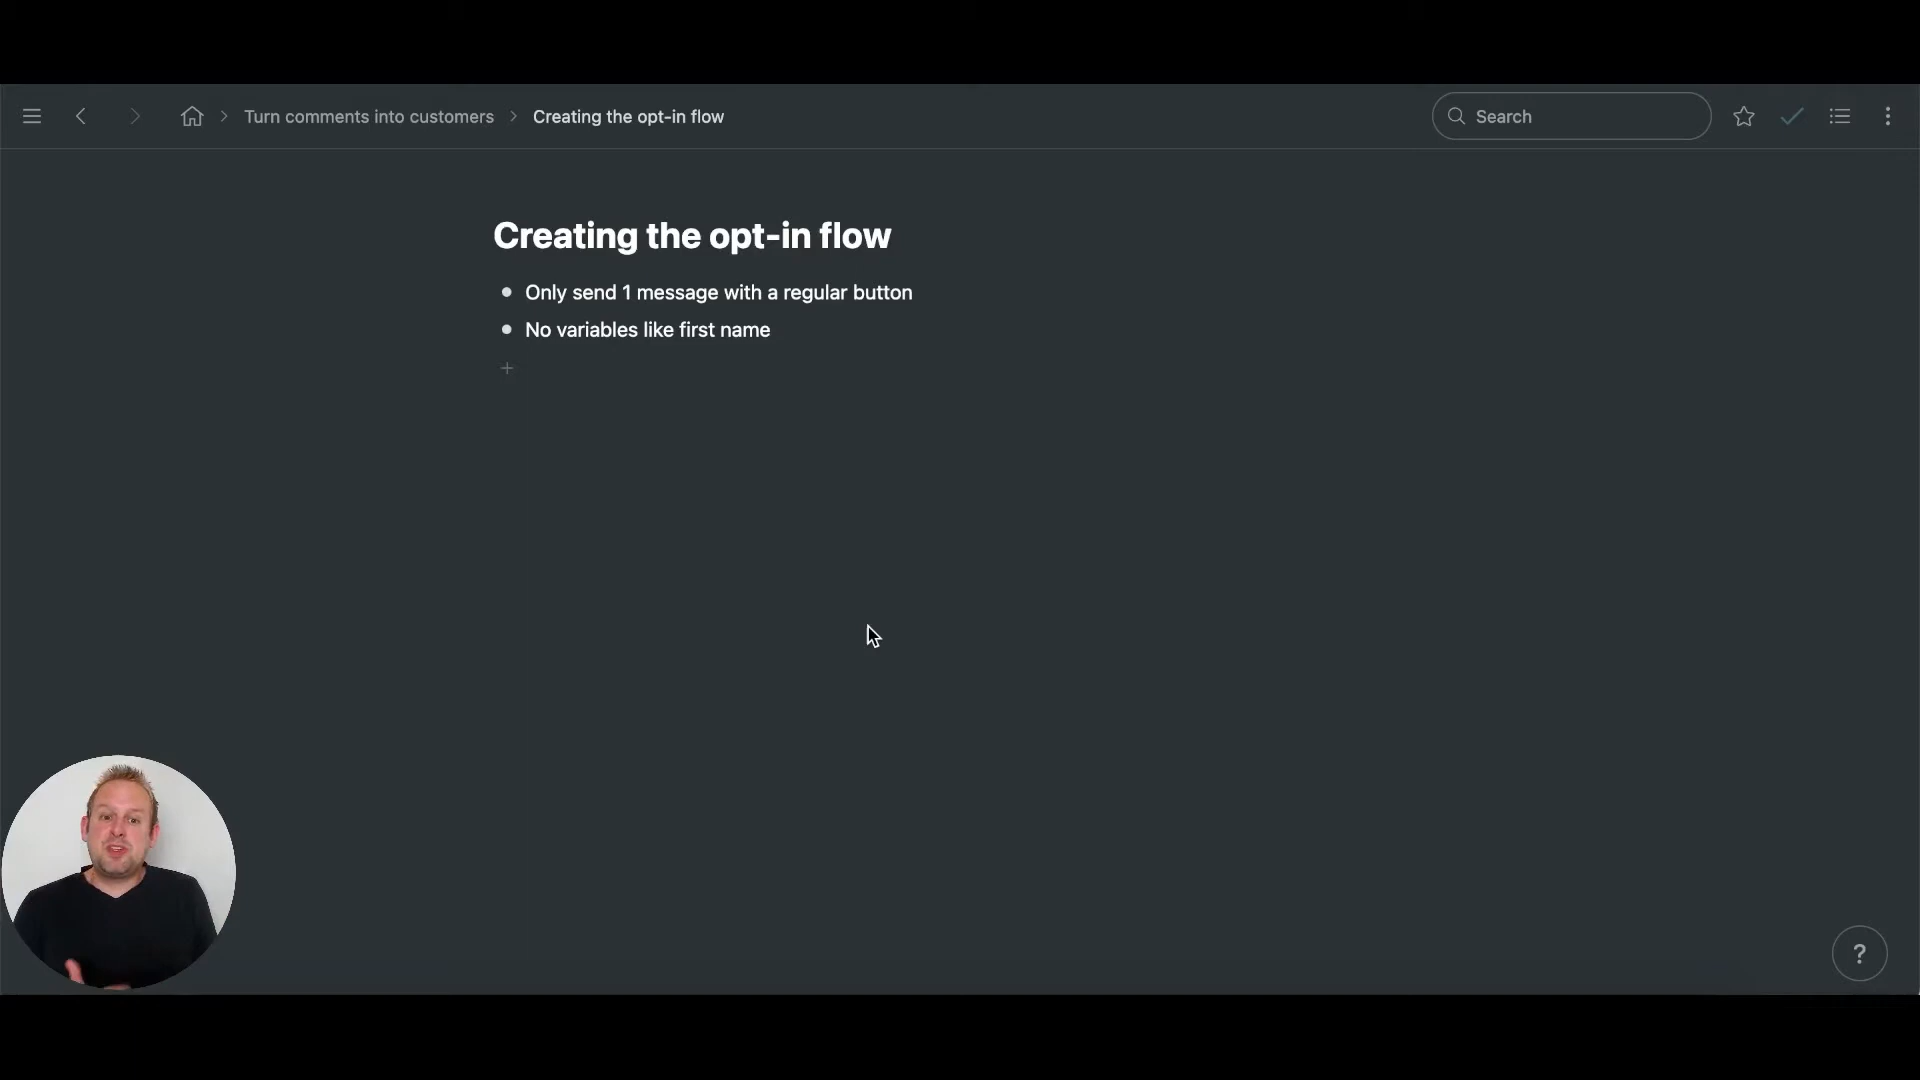 Turn comments into customers > Creating the opt-in flow
Search
Creating the opt-in flow
Only send 1 message with a regular button
No variables like first name
?